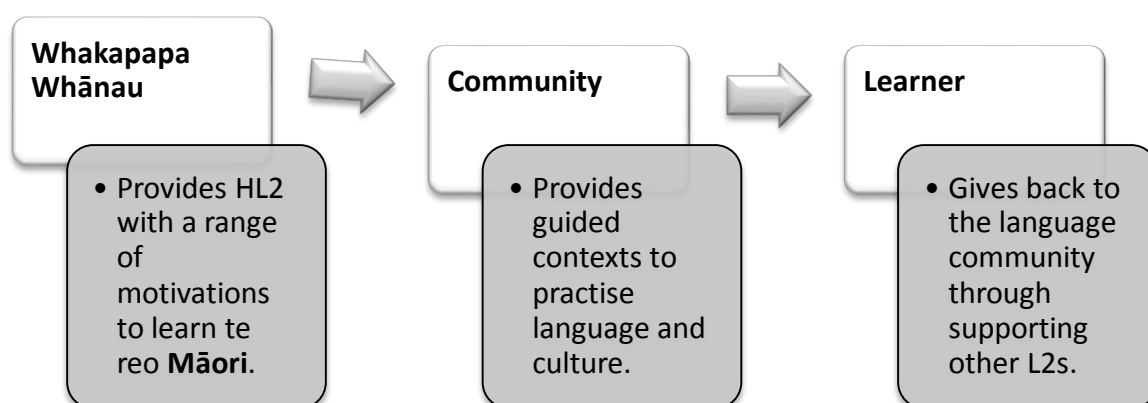 Whakapapa
Whānau
• Provides HL2
with a range
of
motivations
to learn te
reo Māori.
Community
• Provides
guided
contexts to
practise
language and
culture.
Learner
• Gives back to
the language
community
through
supporting
other L2s.